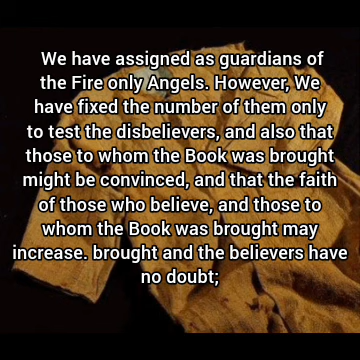 We have assigned as guardians of
the Fire only Angels. However, We
have fixed the number of them only
to test the disbelievers, and also that
those to whom the Book was brought
might be convinced, and that the faith
of those who believe, and those to
whom the Book was brought may
increase. brought and the believers have
no doubt;